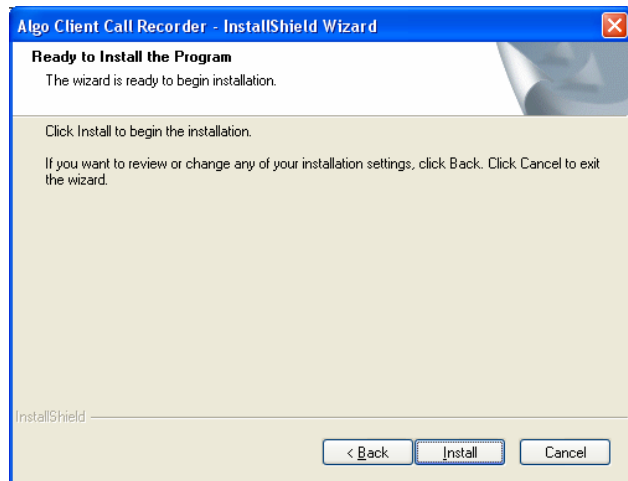 Algo Client Call Recorder - InstallShield Wizard
Ready to Install the Program
The wizard is ready to begin installation.
Click Install to begin the installation.
If you want to review or change any of your installation settings, click Back. Click Cancel to exit
the wizard.
InstallShield
< Back
Install
Cancel